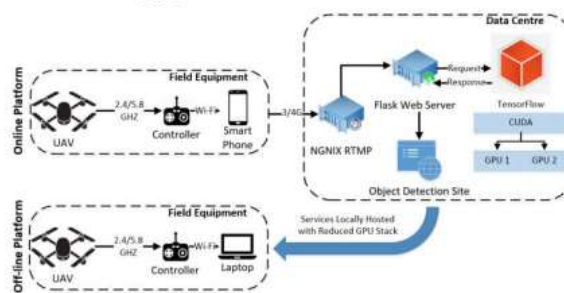 Data Centre
Online Platform
Field Equipment
2.4/5.8
GHZ
Wi-Fi
UAV
Controller
Smart
Phone
3/4G
NGNIX RTMP
Flask Web Server
Request
Response
TensorFlow
CUDA
GPU 1
GPU 2
Object Detection Site
Off-line Platform
Field Equipment
2.4/5.8
GHZ
Wi-Fi
UAV
Controller
Laptop
Services Locally Hosted
with Reduced GPU Stack